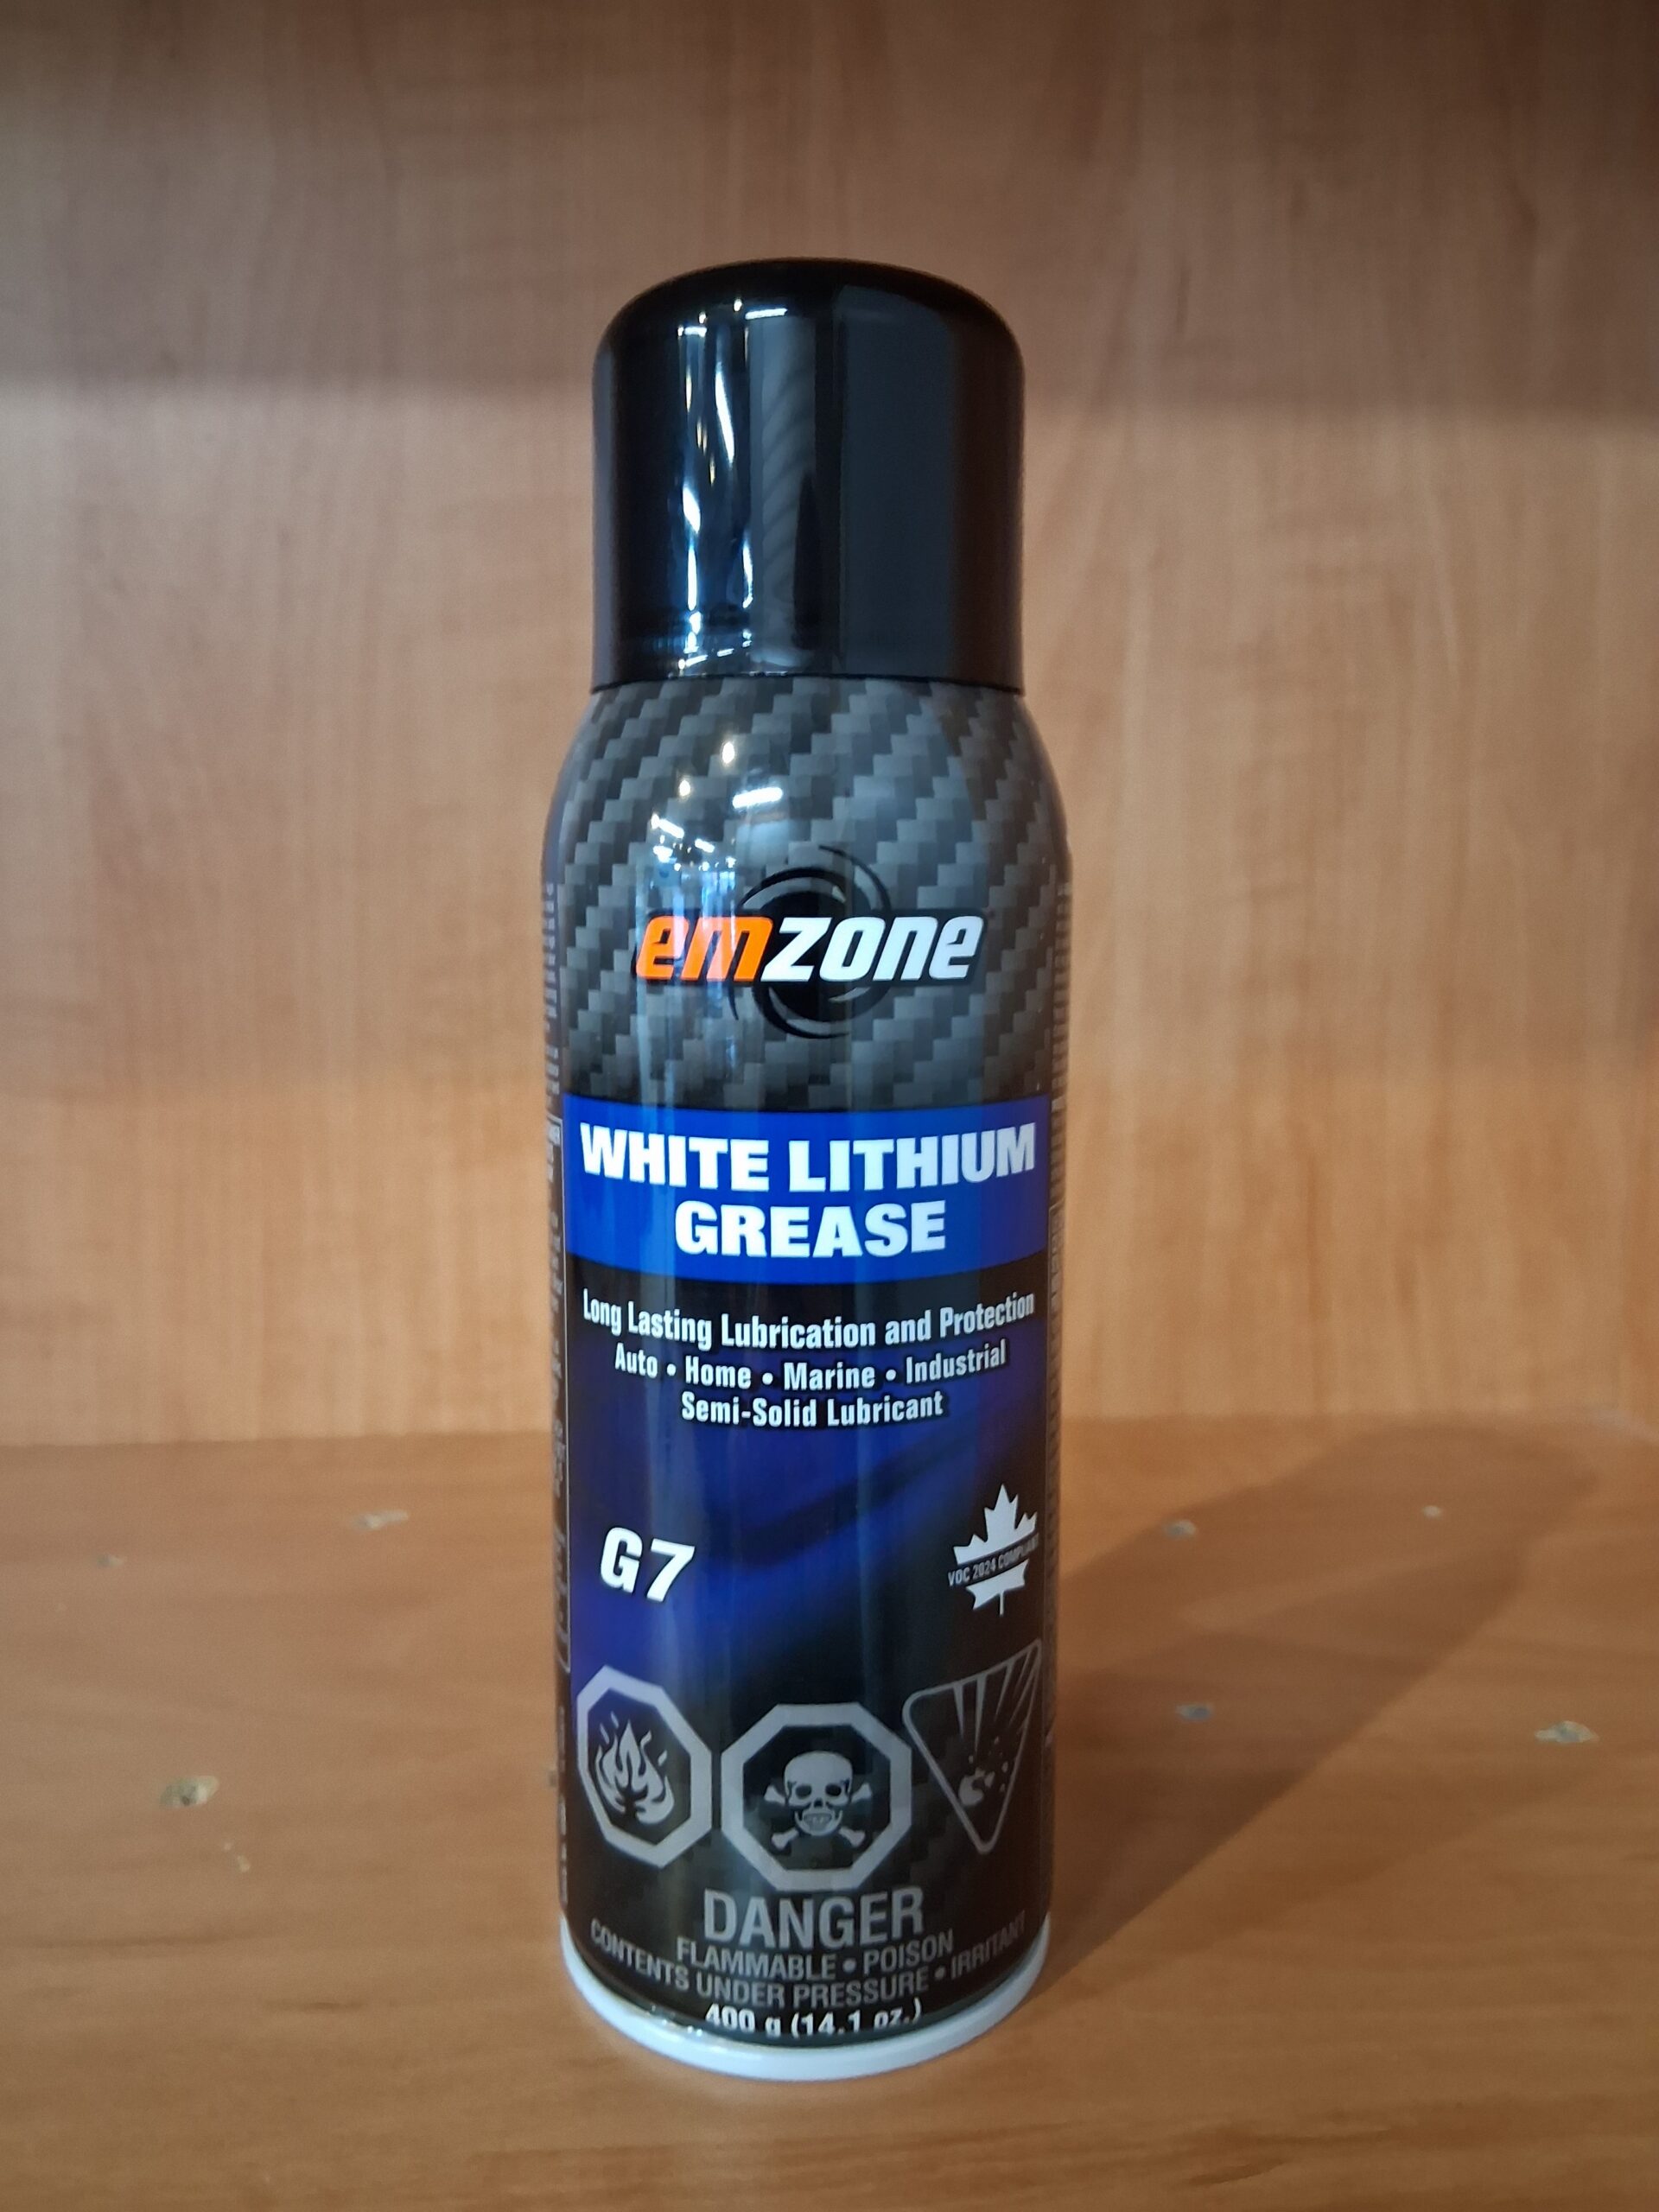 emzone
WHITE LITHIUM
GREASE
Long Lasting Lubrication and Protection
Auto • Home • Marine • Industrial
Semi-Solid Lubricant
G7
VOC 2024 COMPLIANT
DANGER
FLAMMABLE • POISON
CONTENTS UNDER PRESSURE • IRRITANT
400 g (14.1 oz.)